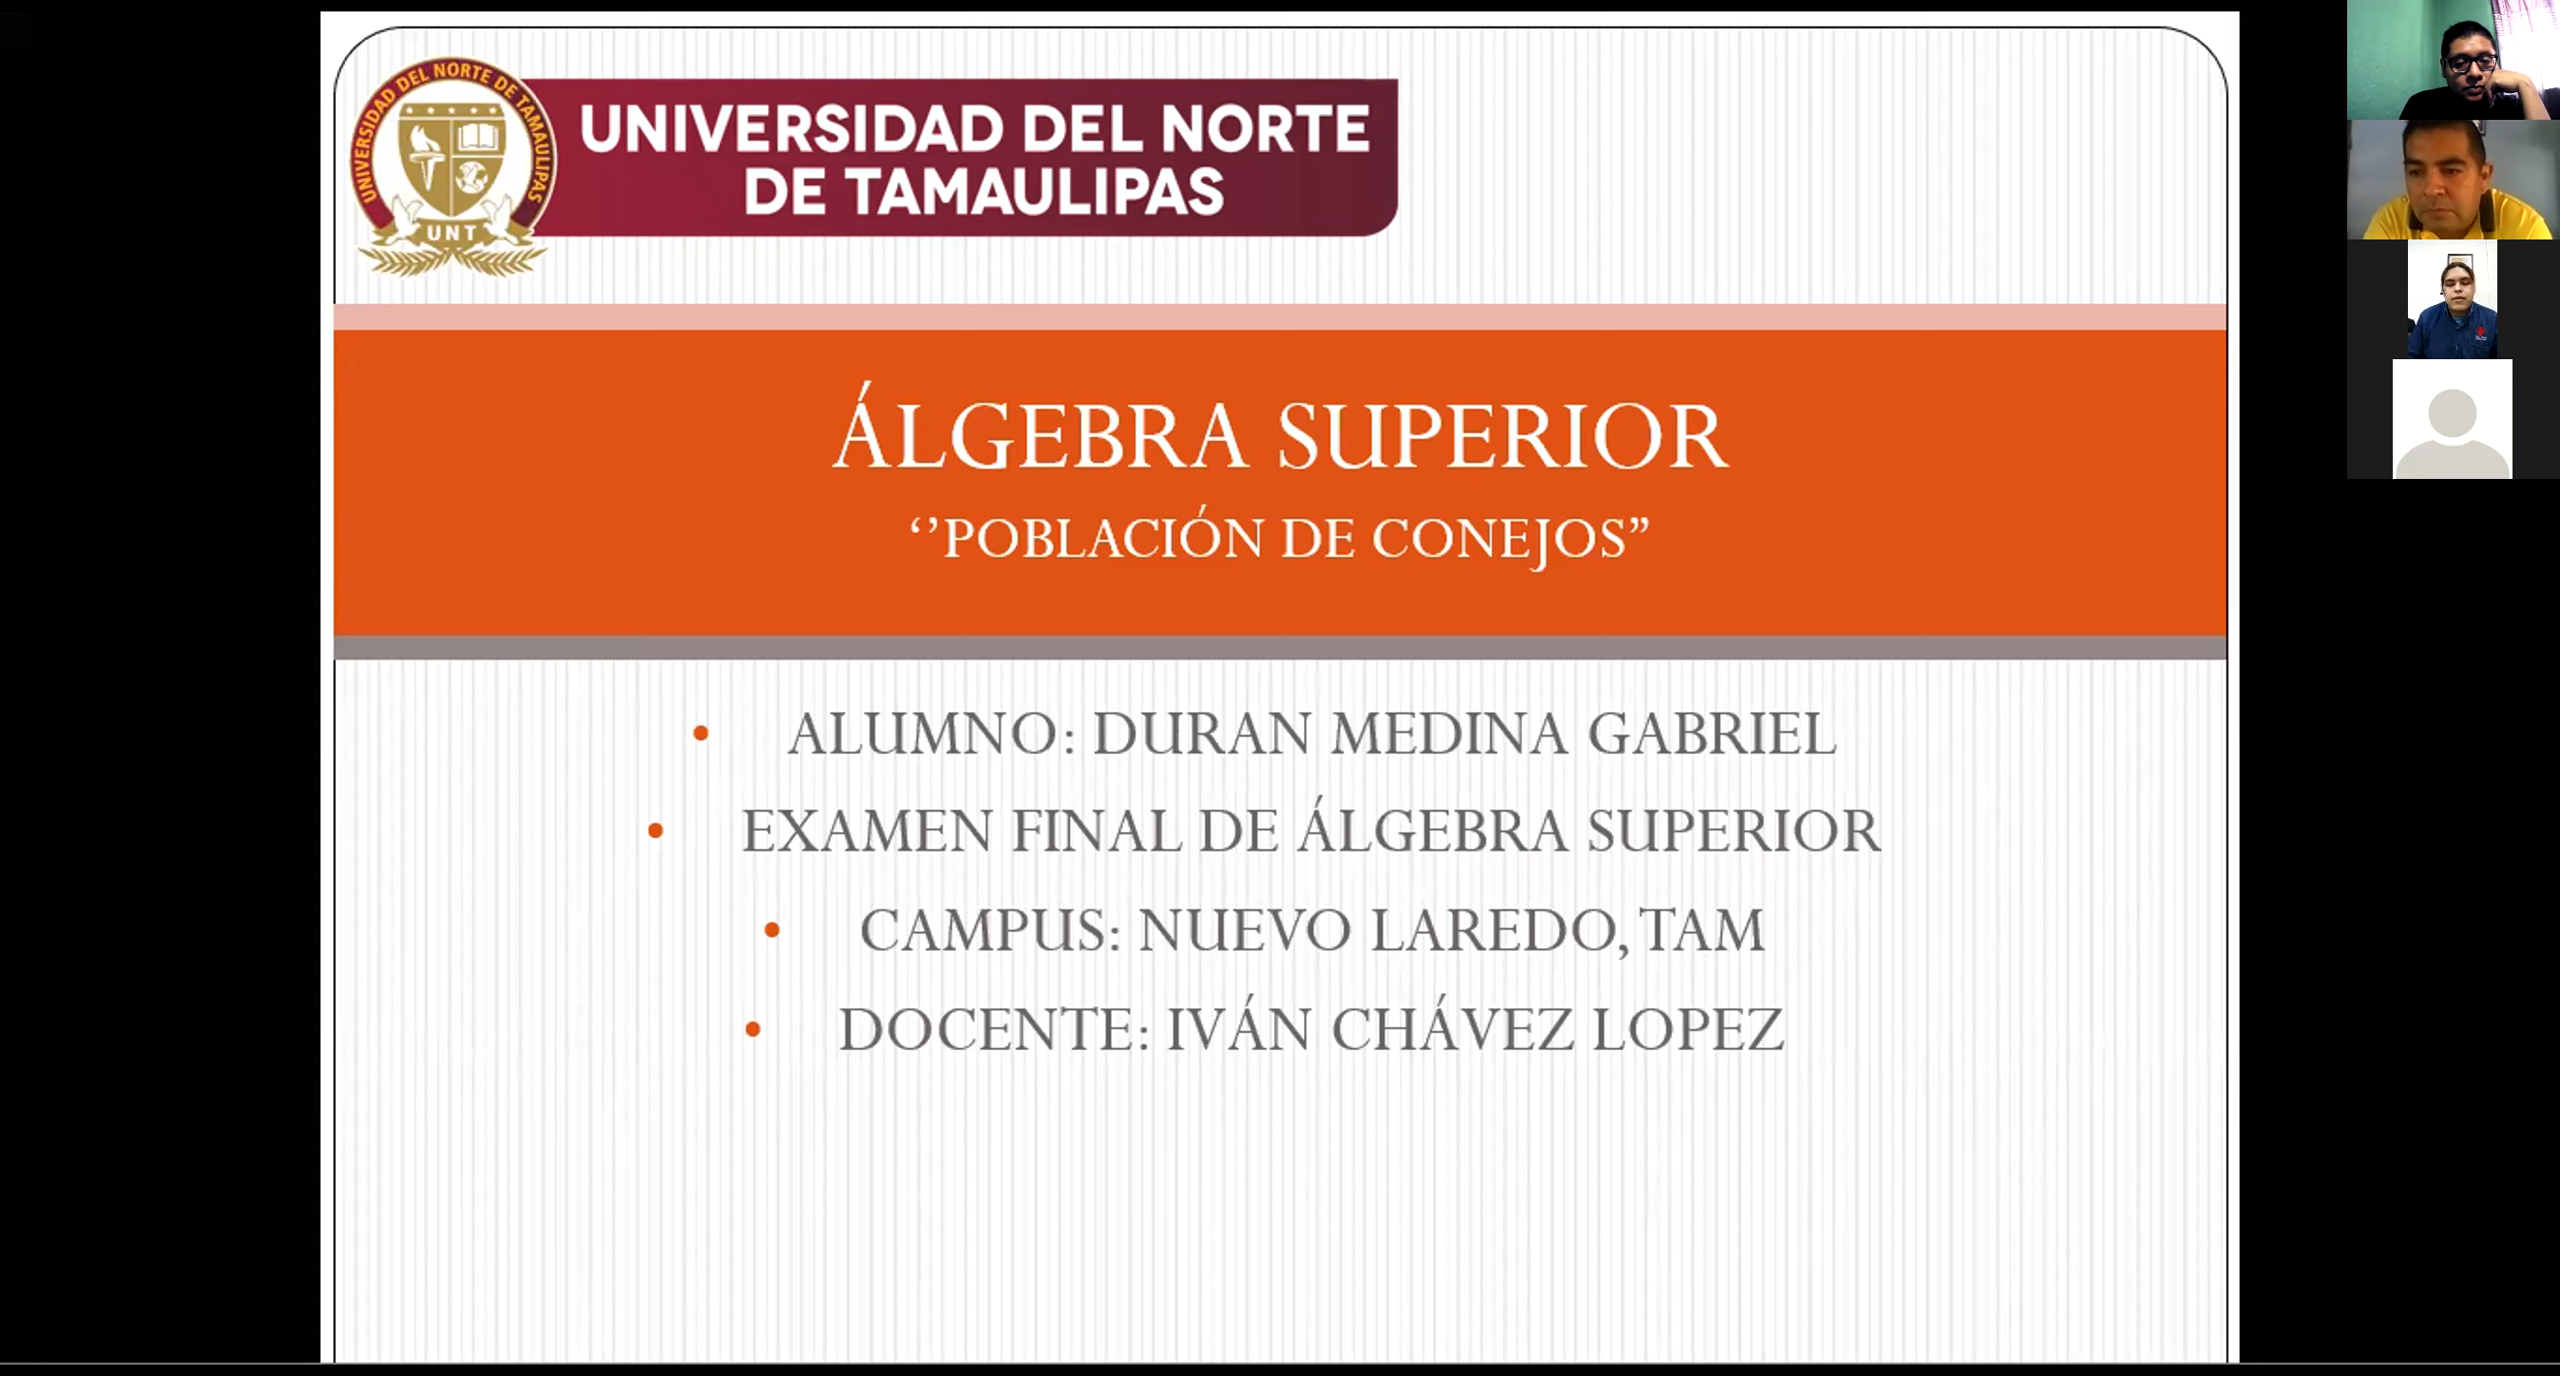 UNIVERSIDAD DEL NORTE DE TAMAULIPAS
UNT
UNIVERSIDAD DEL NORTE
DE TAMAULIPAS
ÁLGEBRA SUPERIOR
‘’POBLACIÓN DE CONEJOS”
• ALUMNO: DURAN MEDINA GABRIEL
• EXAMEN FINAL DE ÁLGEBRA SUPERIOR
• CAMPUS: NUEVO LAREDO, TAM
• DOCENTE: IVÁN CHÁVEZ LOPEZ